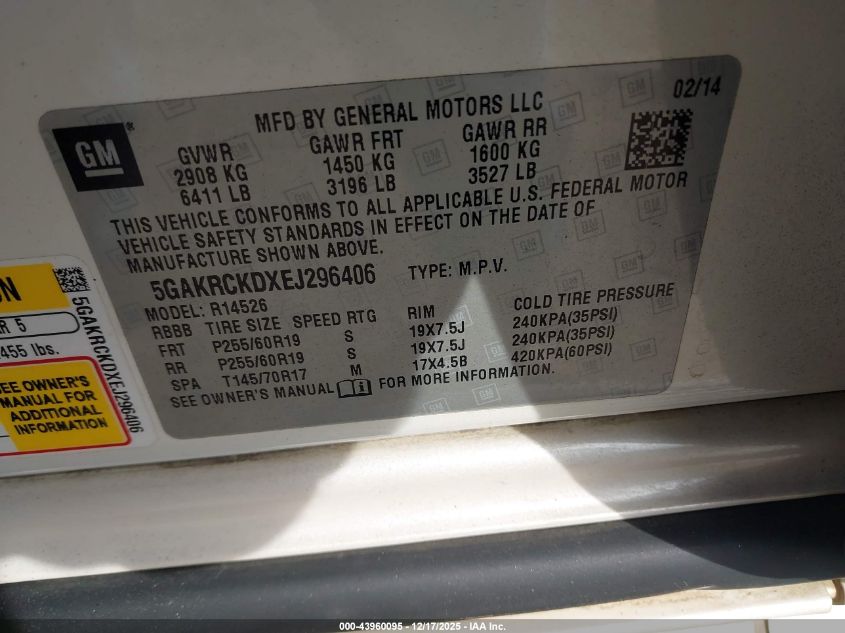 02/14
MFD BY GENERAL MOTORS LLC
GM
GVWR GAWR FRT GAWR RR
2908 KG 1450 KG 1600 KG
6411 LB 3196 LB 3527 LB
THIS VEHICLE CONFORMS TO ALL APPLICABLE U.S. FEDERAL MOTOR
VEHICLE SAFETY STANDARDS IN EFFECT ON THE DATE OF
MANUFACTURE SHOWN ABOVE.
5GAKRCKDXEJ296406 TYPE: M.P.V.
MODEL: R14526
RBBB TIRE SIZE SPEED RTG RIM COLD TIRE PRESSURE
FRT P255/60R19 S 19X7.5J 240KPA(35PSI)
RR P255/60R19 S 19X7.5J 240KPA(35PSI)
SPA T145/70R17 M 17X4.5B 420KPA(60PSI)
SEE OWNER'S MANUAL FOR MORE INFORMATION.
5GAKRCKDXEJ296406
R 5
455 lbs.
SEE OWNER'S
MANUAL FOR
ADDITIONAL
INFORMATION
000-43960095 - 12/17/2025 - IAA Inc.